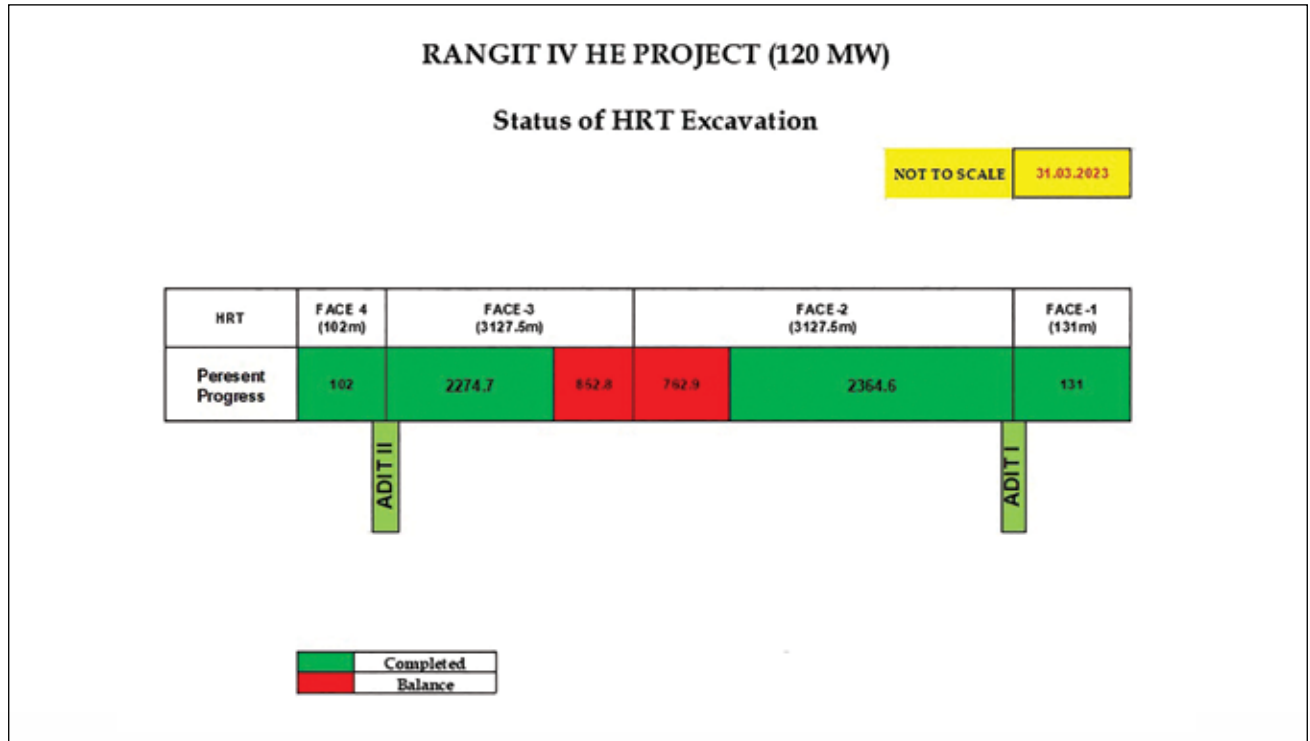 RANGIT IV HE PROJECT (120 MW)
Status of HRT Excavation
NOT TO SCALE 31.03.2023
HRT FACE 4 FACE-3 FACE-2 FACE-1
(102m) (3127.5m) (3127.5m) (131m)
Peresent
Progress 102 2274.7 852.8 762.9 2364.6 131
ADIT II
ADIT I
Completed
Balance